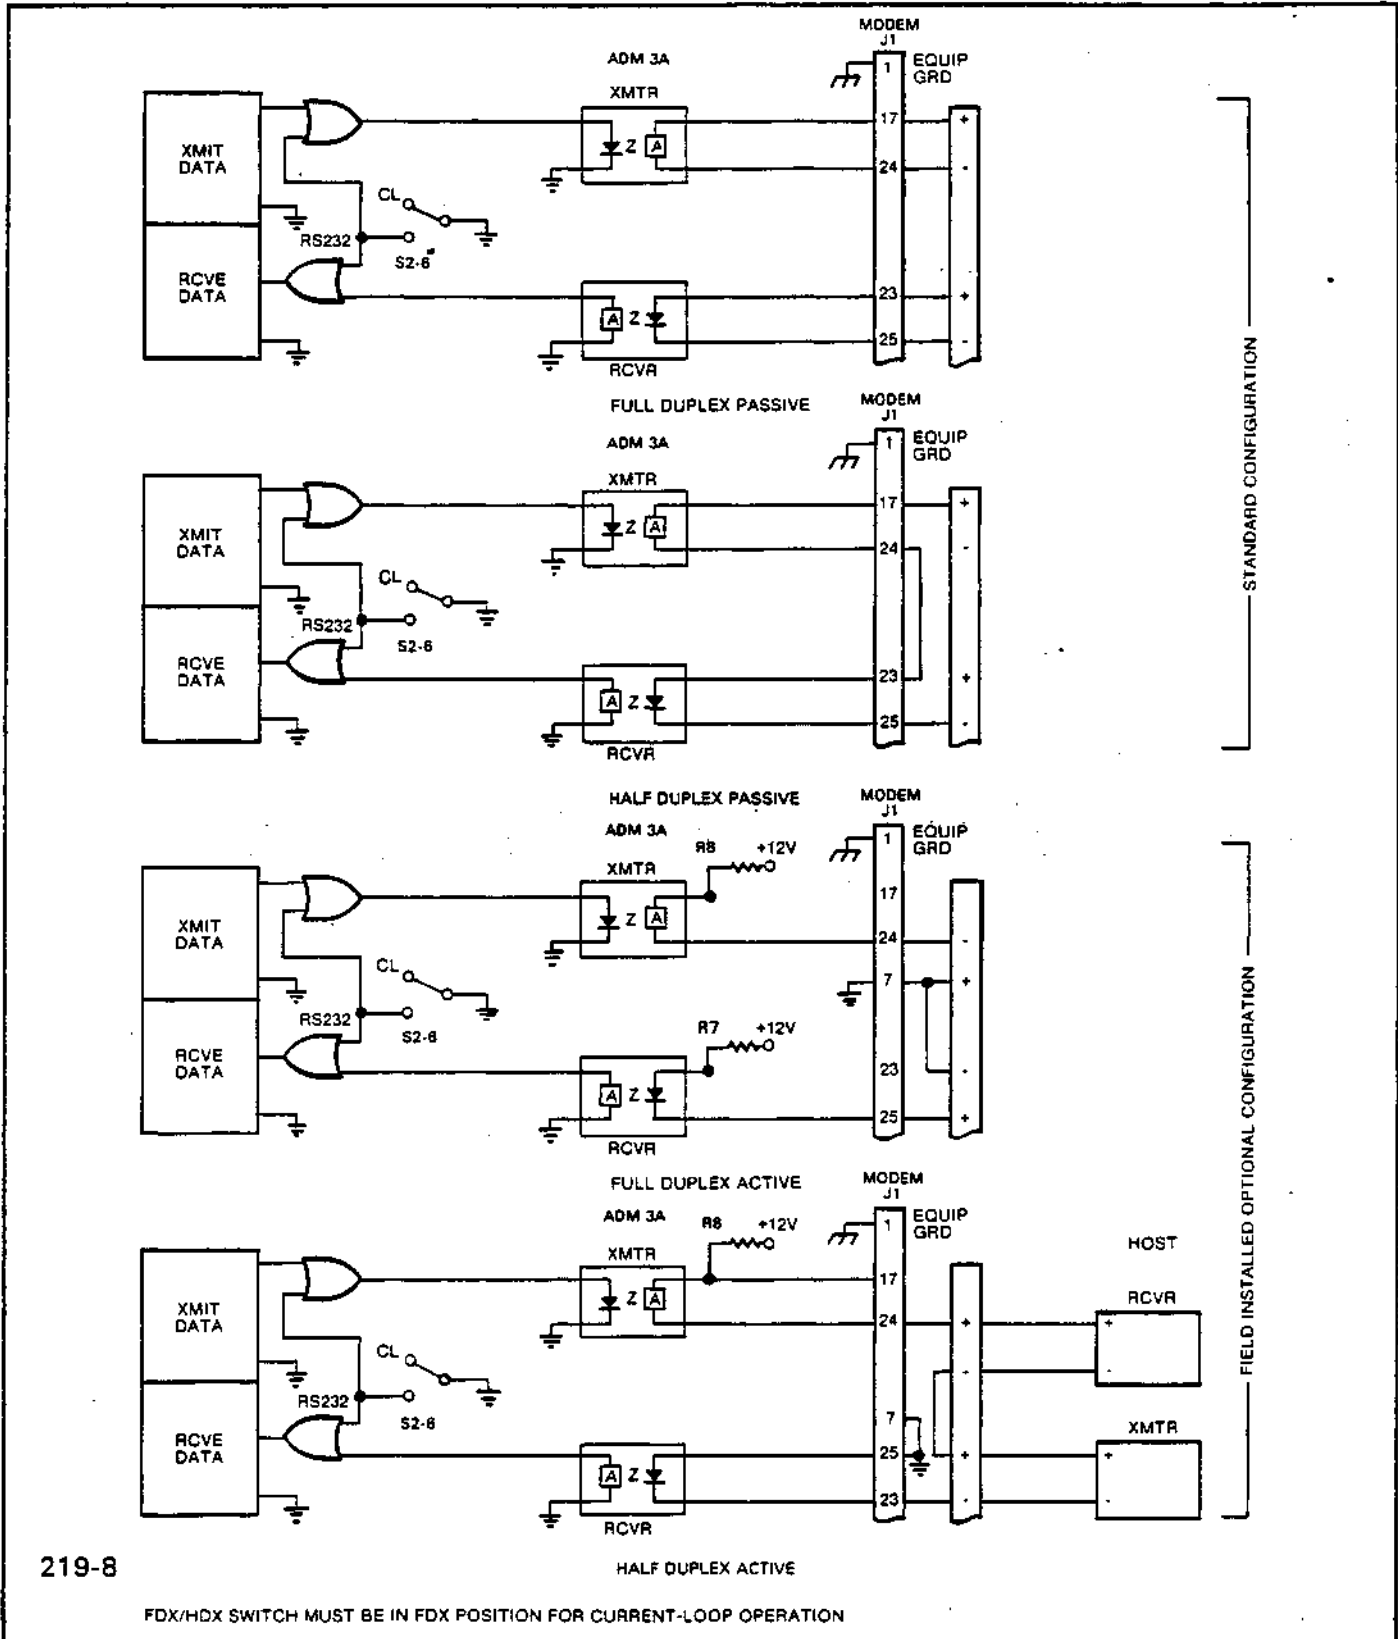 MODEM
J1
ADM 3A
1 EQUIP
GRD
XMTR
17 +
XMIT
DATA
Z A
24 -
CL
RS232
S2-6
RCVE
DATA
23 +
A Z
25 -
RCVR
FULL DUPLEX PASSIVE
MODEM
J1
ADM 3A
1 EQUIP
GRD
XMTR
17 +
XMIT
DATA
Z A
24 -
CL
RS232
S2-6
RCVE
DATA
23 +
A Z
25 -
RCVR
STANDARD CONFIGURATION
HALF DUPLEX PASSIVE
MODEM
J1
ADM 3A
1 EQUIP
GRD
R8 +12V
XMTR
17
XMIT
DATA
Z A
24 -
CL
7 +
RS232
S2-6
R7 +12V
RCVE
DATA
23 -
A Z
25 +
RCVR
FULL DUPLEX ACTIVE
MODEM
J1
ADM 3A
R8 +12V
1 EQUIP
GRD
HOST
XMTR
17
RCVR
XMIT
DATA
Z A
24 + +
CL
- -
RS232
S2-6
7
XMTR
RCVE
DATA
25 + +
A Z
23 - -
RCVR
FIELD INSTALLED OPTIONAL CONFIGURATION
219-8
HALF DUPLEX ACTIVE
FDX/HDX SWITCH MUST BE IN FDX POSITION FOR CURRENT-LOOP OPERATION